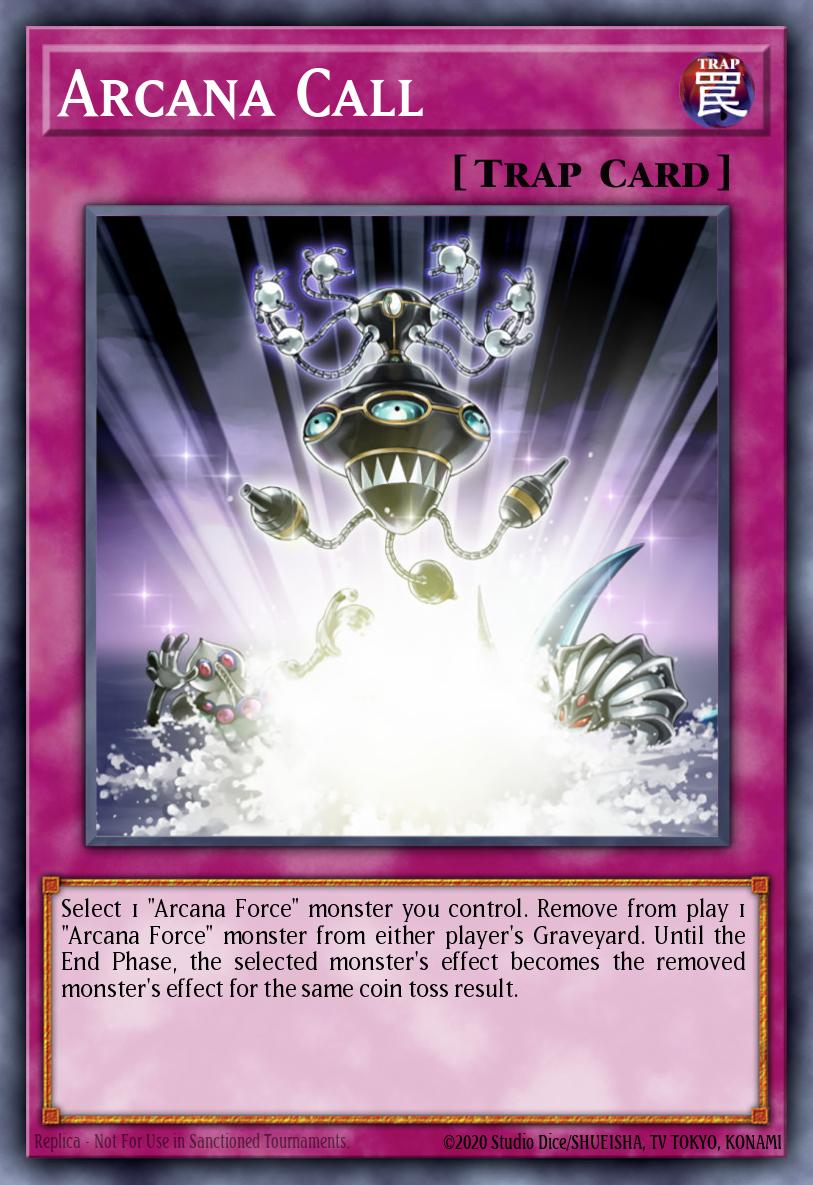 Arcana Call
TRAP
罠
[Trap Card]
Select 1 "Arcana Force" monster you control. Remove from play 1
"Arcana Force" monster from either player's Graveyard. Until the
End Phase, the selected monster's effect becomes the removed
monster's effect for the same coin toss result.
Replica - Not For Use in Sanctioned Tournaments.
©2020 Studio Dice/SHUEISHA, TV TOKYO, KONAMI